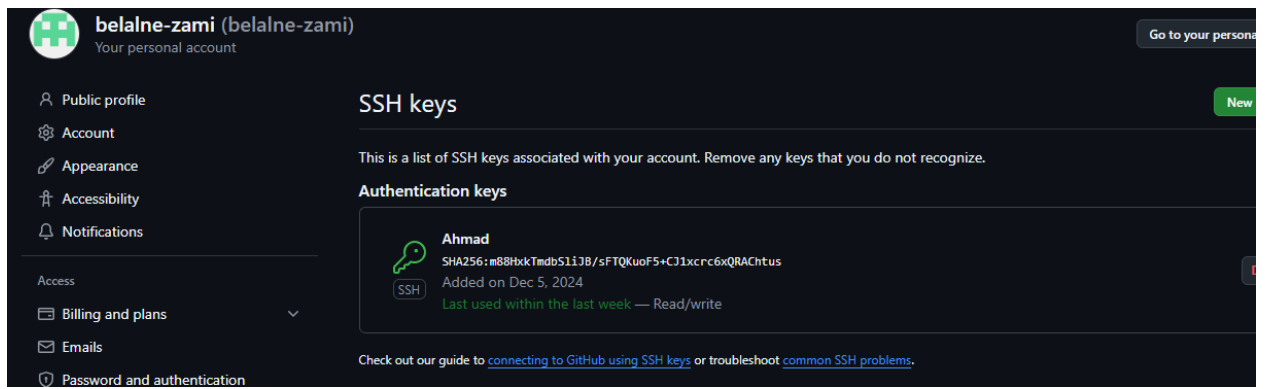 belalne-zami (belalne-zami)
Your personal account
Go to your persona
Public profile
Account
Appearance
Accessibility
Notifications
Access
Billing and plans
Emails
Password and authentication
SSH keys
New
This is a list of SSH keys associated with your account. Remove any keys that you do not recognize.
Authentication keys
Ahmad
SHA256:m88HxkTmdbSliJB/sFTQKuoF5+CJ1xcrc6xQRAChtus
SSH
Added on Dec 5, 2024
Last used within the last week — Read/write
Check out our guide to connecting to GitHub using SSH keys or troubleshoot common SSH problems.